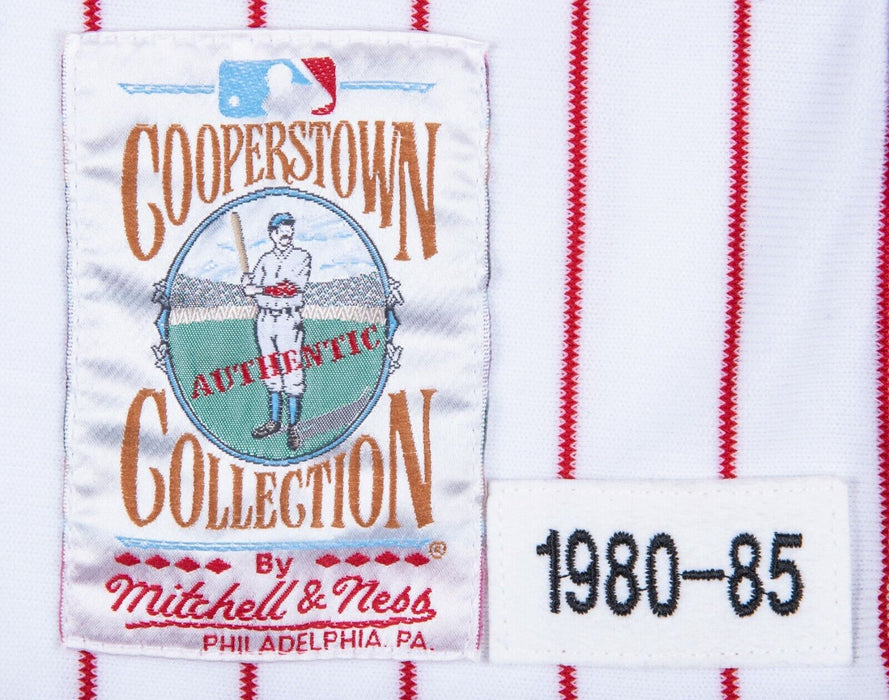 COOPERSTOWN
AUTHENTIC
COLLECTION
®
By
Mitchell & Ness
PHILADELPHIA, PA.
1980-85